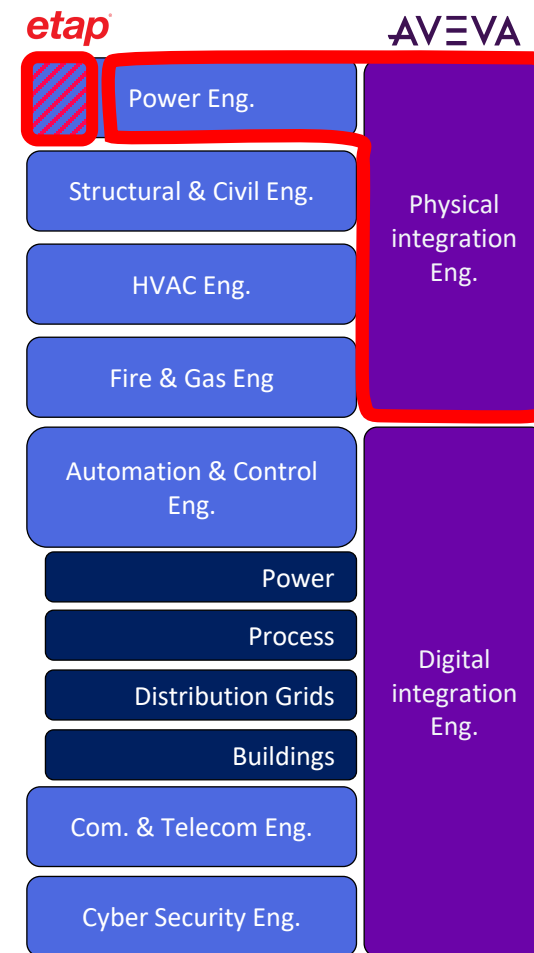 etap
AVEVA
Power Eng.
Structural & Civil Eng.
HVAC Eng.
Fire & Gas Eng
Physical
integration
Eng.
Automation & Control
Eng.
Power
Process
Distribution Grids
Buildings
Com. & Telecom Eng.
Cyber Security Eng.
Digital
integration
Eng.